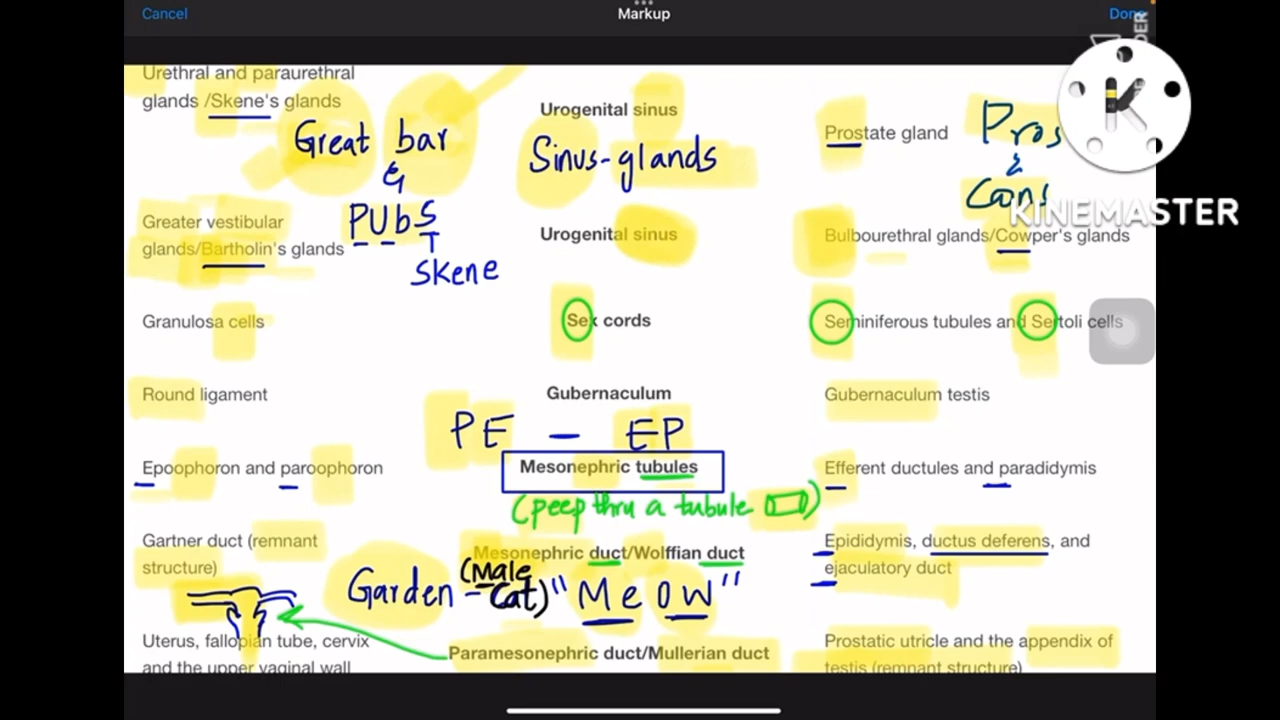 Cancel
Markup
Done
Urethral and paraurethral
glands /Skene's glands
Urogenital sinus
Prostate gland
Pros
&
Cans
KINEMASTER
Great bar
&
PUbS
Skene
Sinus-glands
Greater vestibular
glands/Bartholin's glands
Urogenital sinus
Bulbourethral glands/Cowper's glands
Granulosa cells
Sex cords
Seminiferous tubules and Sertoli cells
Round ligament
Gubernaculum
Gubernaculum testis
PE - EP
Epoophoron and paroophoron
Mesonephric tubules
Efferent ductules and paradidymis
(peep thru a tubule )
Gartner duct (remnant
structure)
Mesonephric duct/Wolffian duct
Epididymis, ductus deferens, and
ejaculatory duct
Garden - (Male
Cat) "MeOW"
Uterus, fallopian tube, cervix
and the upper vaginal wall
Paramesonephric duct/Mullerian duct
Prostatic utricle and the appendix of
testis (remnant structure)